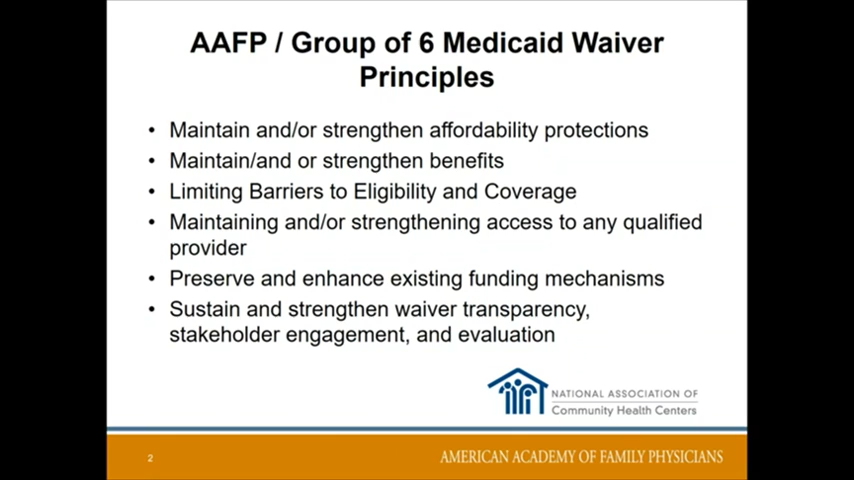 AAFP / Group of 6 Medicaid Waiver
Principles
• Maintain and/or strengthen affordability protections
• Maintain/and or strengthen benefits
• Limiting Barriers to Eligibility and Coverage
• Maintaining and/or strengthening access to any qualified
provider
• Preserve and enhance existing funding mechanisms
• Sustain and strengthen waiver transparency,
stakeholder engagement, and evaluation
NATIONAL ASSOCIATION OF
Community Health Centers
2
AMERICAN ACADEMY OF FAMILY PHYSICIANS